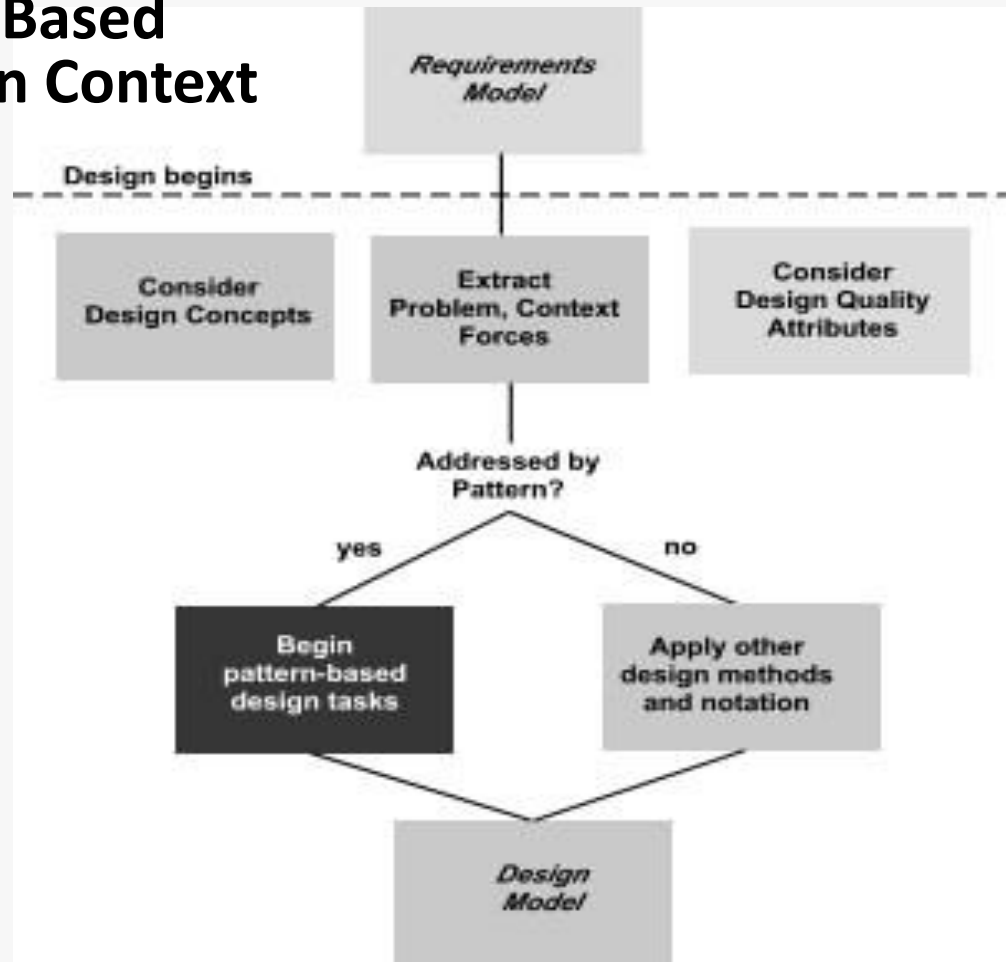 Based
n Context
Requirements
Model
Design begins
Consider
Design Concepts
Extract
Problem, Context
Forces
Consider
Design Quality
Attributes
Addressed by
Pattern?
yes
no
Begin
pattern-based
design tasks
Apply other
design methods
and notation
Design
Model